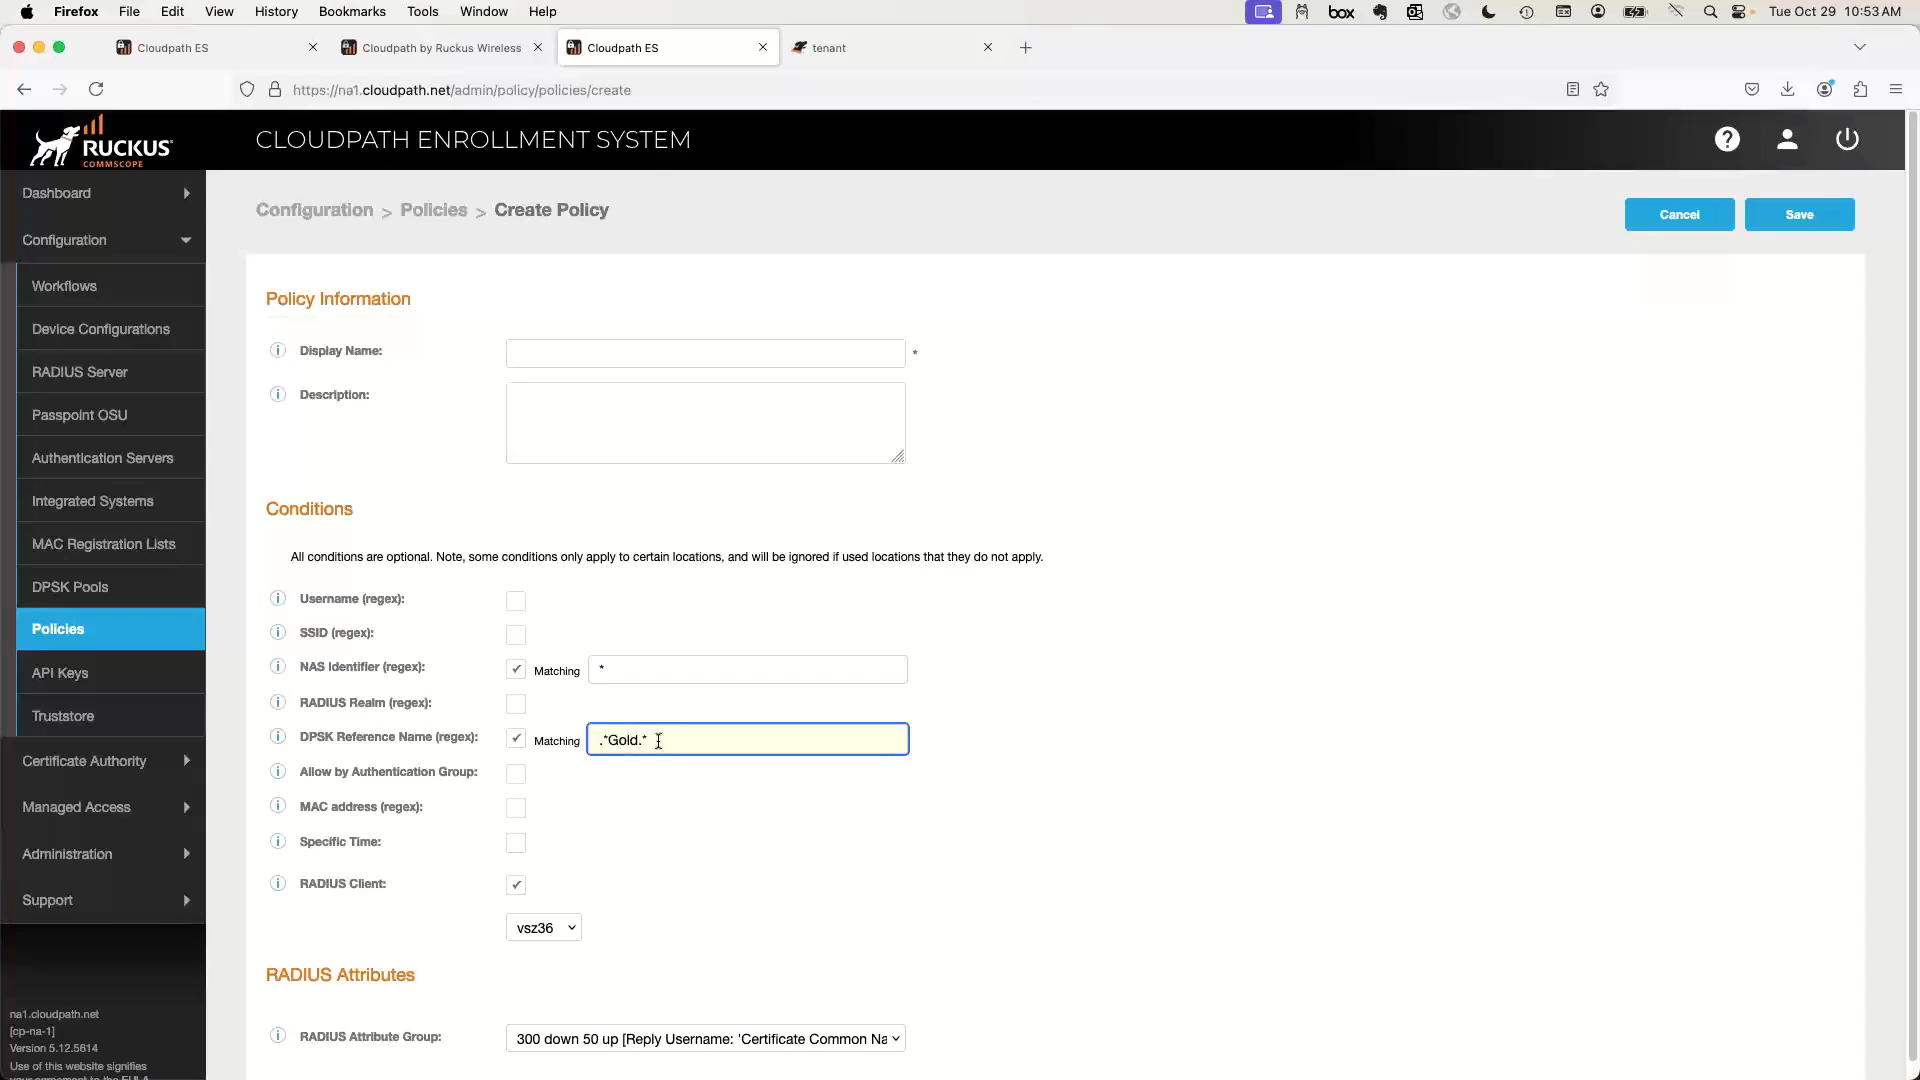 Firefox File Edit View History Bookmarks Tools Window Help box Tue Oct 29 10:53 AM
Cloudpath ES Cloudpath by Ruckus Wireless Cloudpath ES tenant
https://na1.cloudpath.net/admin/policy/policies/create
RUCKUS
COMMSCOPE
CLOUDPATH ENROLLMENT SYSTEM
Dashboard
Configuration
Workflows
Device Configurations
RADIUS Server
Passpoint OSU
Authentication Servers
Integrated Systems
MAC Registration Lists
DPSK Pools
Policies
API Keys
Truststore
Certificate Authority
Managed Access
Administration
Support
na1.cloudpath.net
[cp-na-1]
Version 5.12.5614
Use of this website signifies
your agreement to the EULA
Configuration > Policies > Create Policy
Cancel
Save
Policy Information
Display Name: *
Description:
Conditions
All conditions are optional. Note, some conditions only apply to certain locations, and will be ignored if used locations that they do not apply.
Username (regex):
SSID (regex):
NAS Identifier (regex): Matching *
RADIUS Realm (regex):
DPSK Reference Name (regex): Matching .*Gold.*
Allow by Authentication Group:
MAC address (regex):
Specific Time:
RADIUS Client:
vsz36
RADIUS Attributes
RADIUS Attribute Group: 300 down 50 up [Reply Username: 'Certificate Common Na